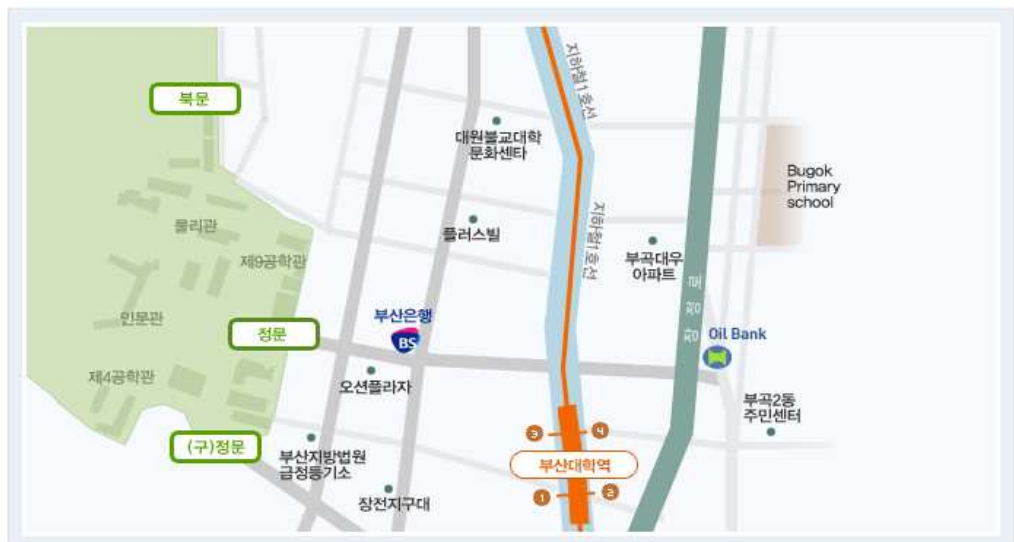 북문
지하철1호선
대원불교대학
문화센타
Bugok
Primary
school
물리관
플러스빌
지하철1호선
제9공학관
부곡대우
아파트
인문관
부산은행
BS
정문
장정로
Oil Bank
제4공학관
오션플라자
부곡2동
주민센터
3
4
(구)정문
부산지방법원
금정등기소
부산대학역
장전지구대
1
2